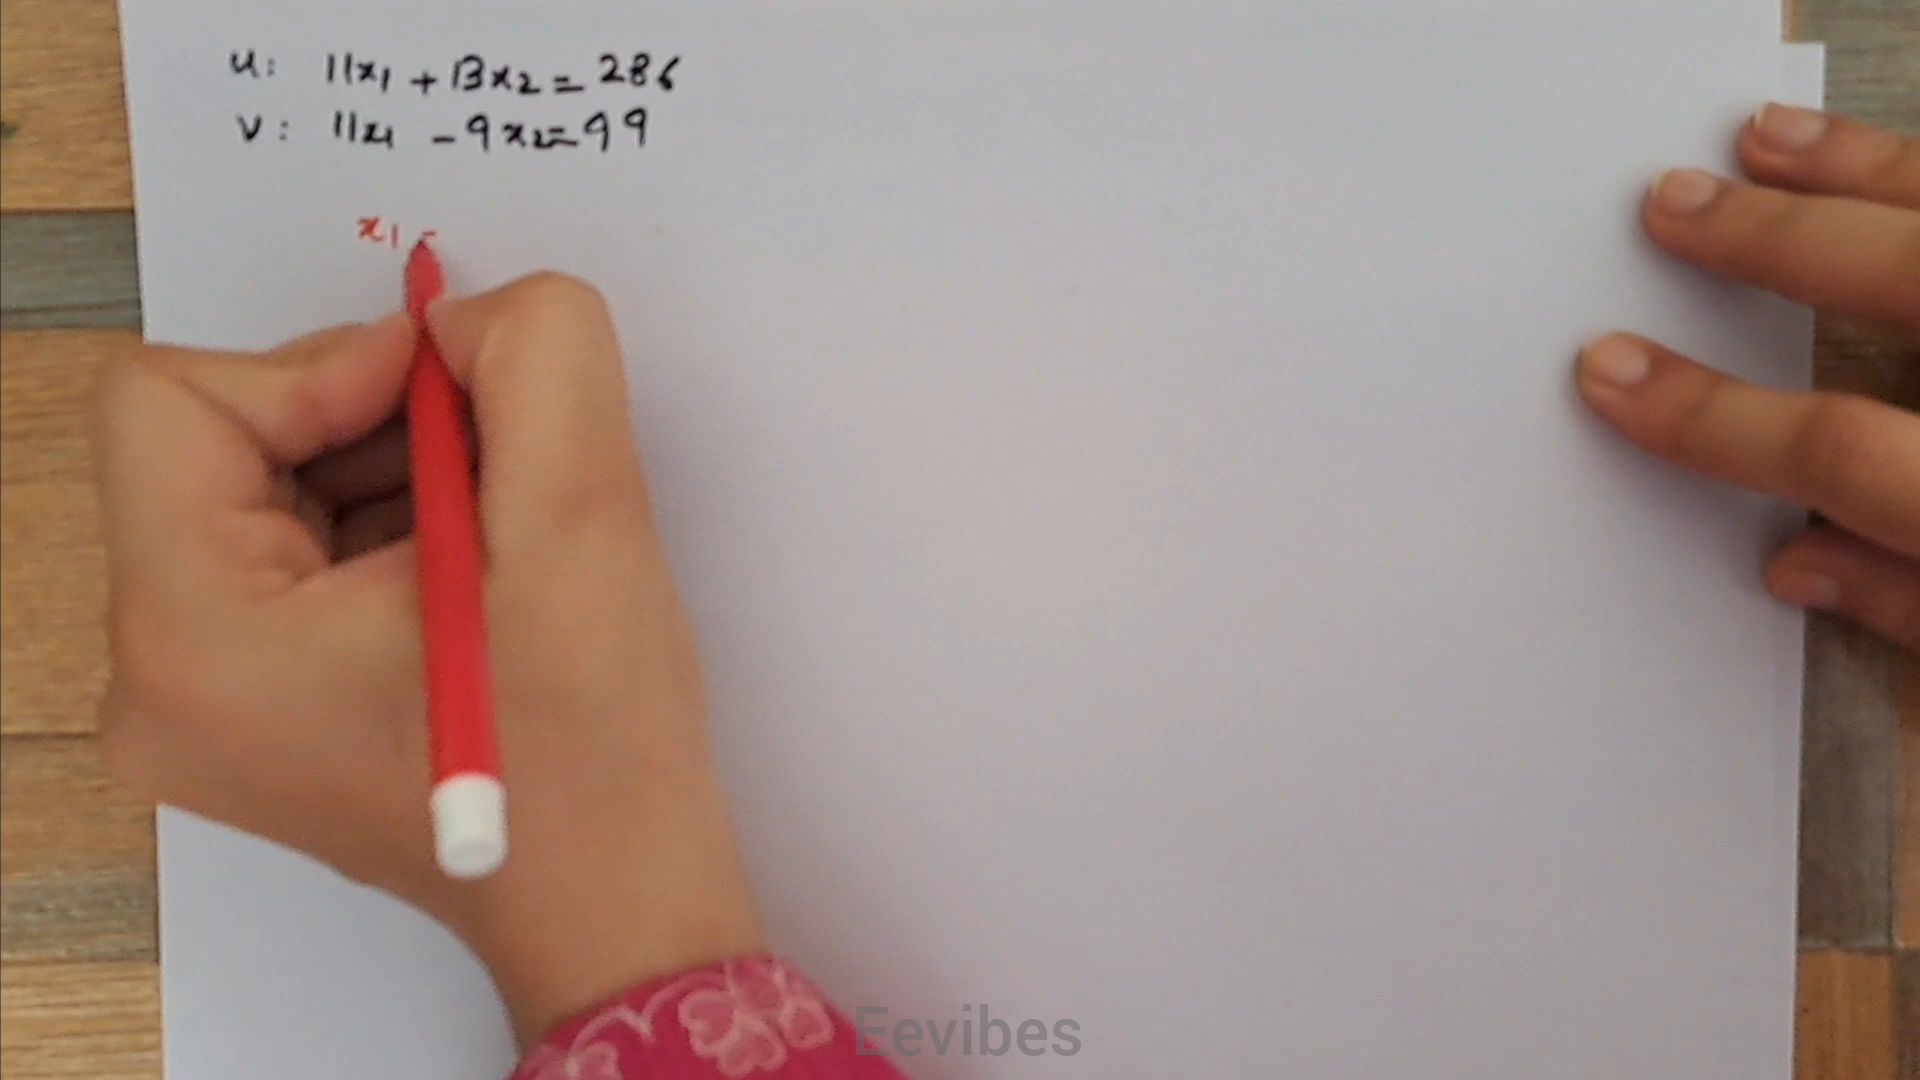 u: 11x1 + 13x2 = 286
v: 11x1 - 9x2 = 99
x1 =
Eevibes